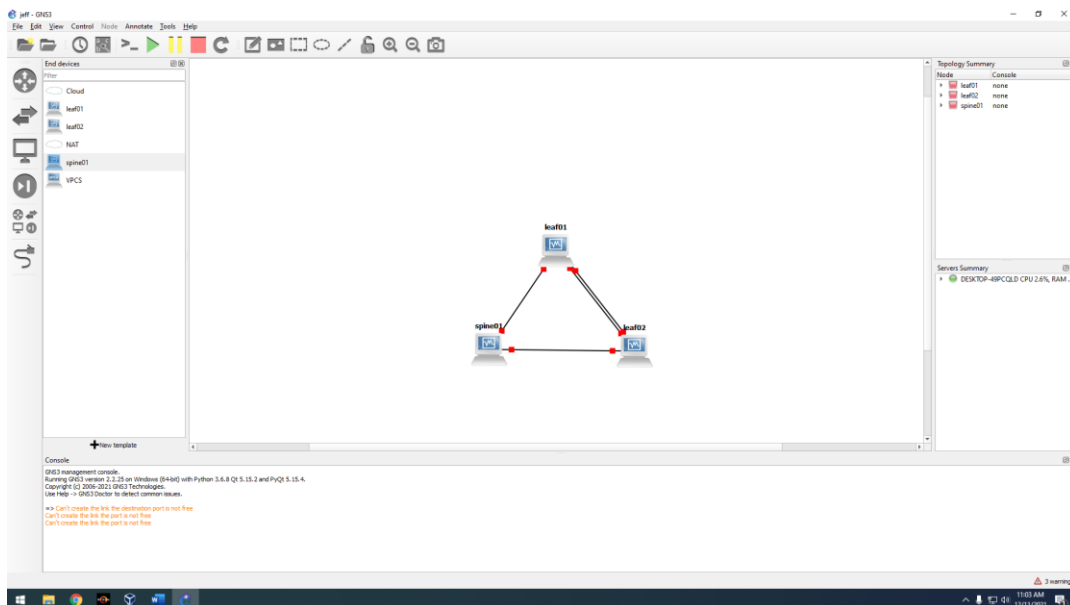 jeff - GNS3
File Edit View Control Node Annotate Tools Help
End devices
Filter
Cloud
leaf01
leaf02
NAT
spine01
VPCS
New template
leaf01
spine01
leaf02
Topology Summary
Node Console
leaf01 none
leaf02 none
spine01 none
Servers Summary
DESKTOP-49PCQLD CPU 2.6%, RAM
Console
GNS3 management console.
Running GNS3 version 2.2.25 on Windows (64-bit) with Python 3.6.8 Qt 5.15.2 and PyQt 5.15.4.
Copyright (c) 2006-2021 GNS3 Technologies.
Use Help -> GNS3 Doctor to detect common issues.
=> Can't create the link the destination port is not free
Can't create the link the port is not free
Can't create the link the port is not free
3 warning
11:03 AM